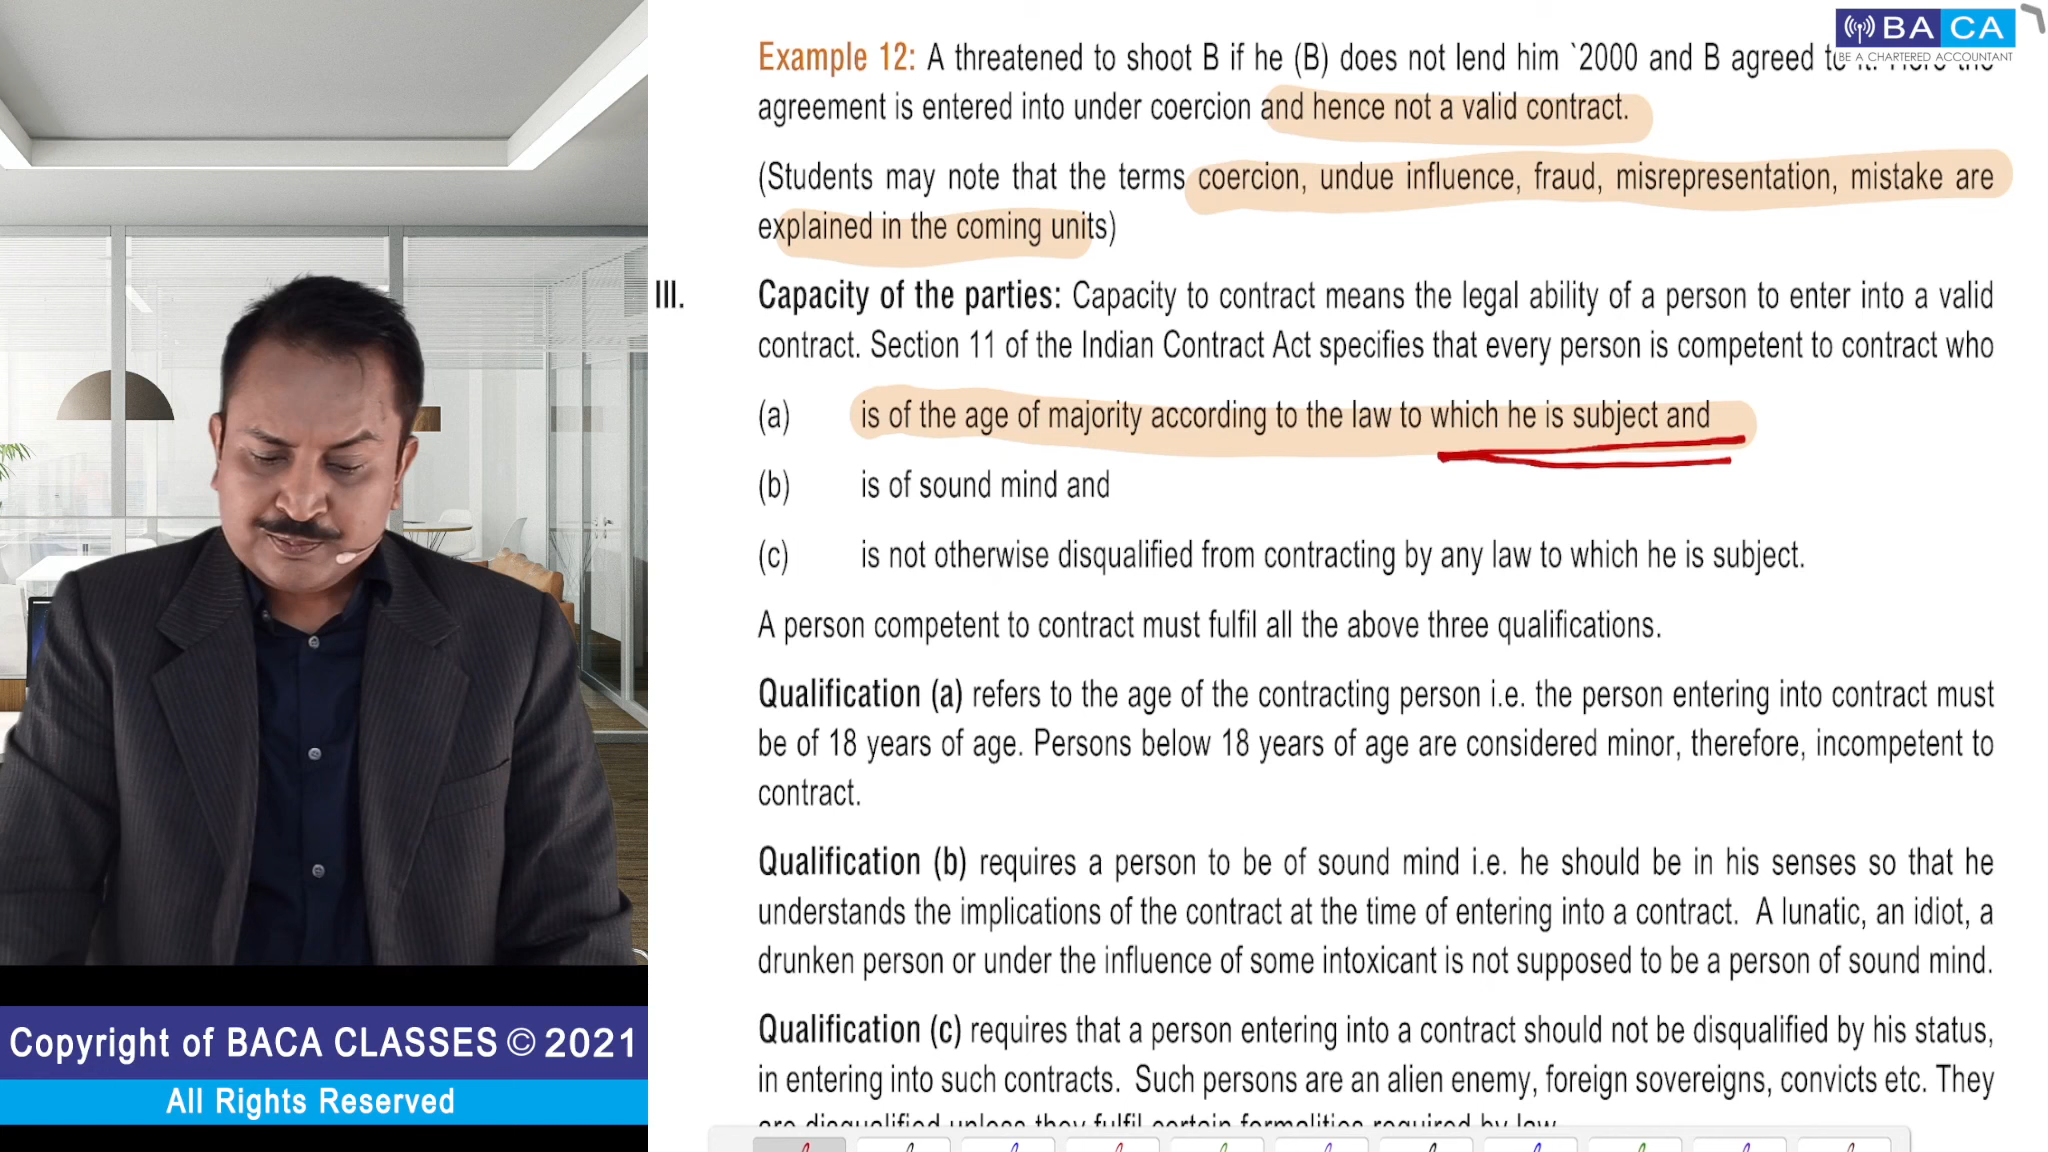 BA CA
BE A CHARTERED ACCOUNTANT
Example 12: A threatened to shoot B if he (B) does not lend him `2000 and B agreed to it. Here the
agreement is entered into under coercion and hence not a valid contract.
(Students may note that the terms coercion, undue influence, fraud, misrepresentation, mistake are
explained in the coming units)
III. Capacity of the parties: Capacity to contract means the legal ability of a person to enter into a valid
contract. Section 11 of the Indian Contract Act specifies that every person is competent to contract who
(a) is of the age of majority according to the law to which he is subject and
(b) is of sound mind and
(c) is not otherwise disqualified from contracting by any law to which he is subject.
A person competent to contract must fulfil all the above three qualifications.
Qualification (a) refers to the age of the contracting person i.e. the person entering into contract must
be of 18 years of age. Persons below 18 years of age are considered minor, therefore, incompetent to
contract.
Qualification (b) requires a person to be of sound mind i.e. he should be in his senses so that he
understands the implications of the contract at the time of entering into a contract. A lunatic, an idiot, a
drunken person or under the influence of some intoxicant is not supposed to be a person of sound mind.
Qualification (c) requires that a person entering into a contract should not be disqualified by his status,
in entering into such contracts. Such persons are an alien enemy, foreign sovereigns, convicts etc. They
are disqualified unless they fulfil certain formalities required by law.
Copyright of BACA CLASSES © 2021
All Rights Reserved